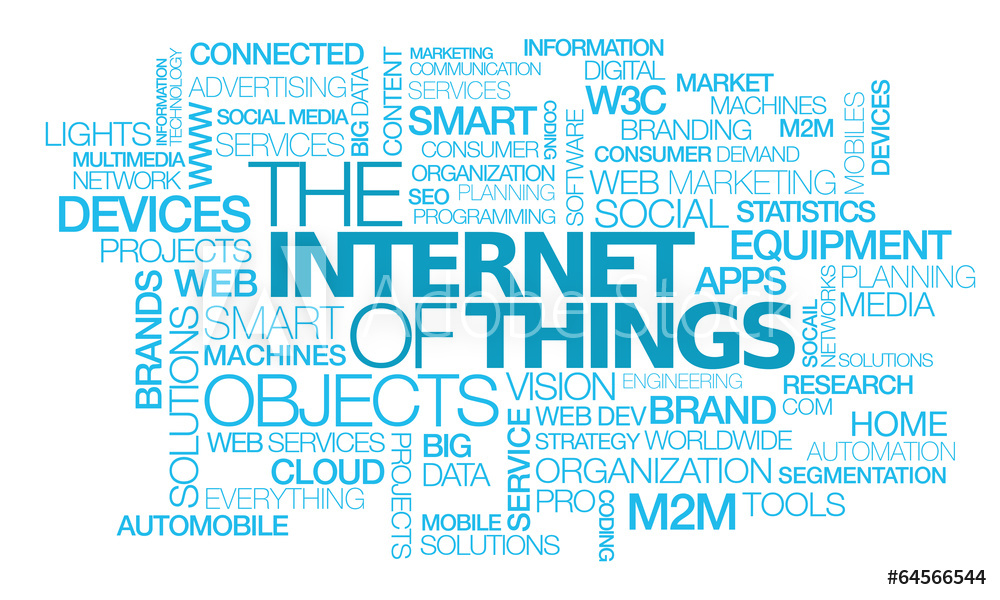 CONNECTED
ADVERTISING
SOCIAL MEDIA
SERVICES
BIG DATA
CONTENT
MARKETING
COMMUNICATION
SERVICES
SMART
CONSUMER
CODING
ORGANIZATION
SEO PLANNING
PROGRAMMING
SOFTWARE
INFORMATION
DIGITAL
W3C
MARKET
MACHINES
BRANDING
M2M
CONSUMER DEMAND
MOBILES
DEVICES
WEB MARKETING
SOCIAL
STATISTICS
LIGHTS
INFORMATION
TECHNOLOGY
WWW
MULTIMEDIA
NETWORK
DEVICES
PROJECTS
WEB
THE
INTERNET
OF THINGS
EQUIPMENT
APPS
PLANNING
MEDIA
SOCAIL
NETWORKS
SOLUTIONS
BRANDS
SOLUTIONS
SMART
MACHINES
OBJECTS
VISION
ENGINEERING
RESEARCH
COM
WEB DEV
BRAND
HOME
AUTOMATION
WEB SERVICES
PROJECTS
BIG
DATA
SERVICE
STRATEGY WORLDWIDE
ORGANIZATION
SEGMENTATION
CLOUD
EVERYTHING
AUTOMOBILE
MOBILE
SOLUTIONS
PRO
CODING
M2M
TOOLS
Adobe Stock
#64566544